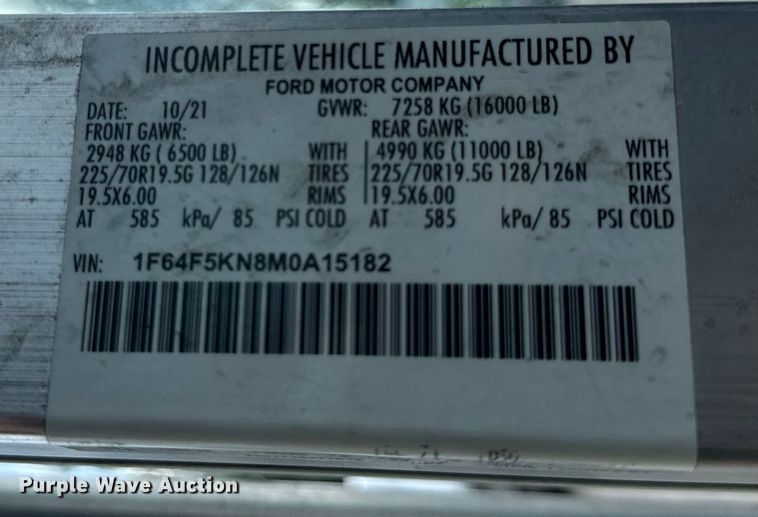 INCOMPLETE VEHICLE MANUFACTURED BY
FORD MOTOR COMPANY
DATE: 10/21 GVWR: 7258 KG (16000 LB)
FRONT GAWR: REAR GAWR:
2948 KG ( 6500 LB) WITH 4990 KG (11000 LB) WITH
225/70R19.5G 128/126N TIRES 225/70R19.5G 128/126N TIRES
19.5X6.00 RIMS 19.5X6.00 RIMS
AT 585 kPa/ 85 PSI COLD AT 585 kPa/ 85 PSI COLD
VIN: 1F64F5KN8M0A15182
Purple Wave Auction